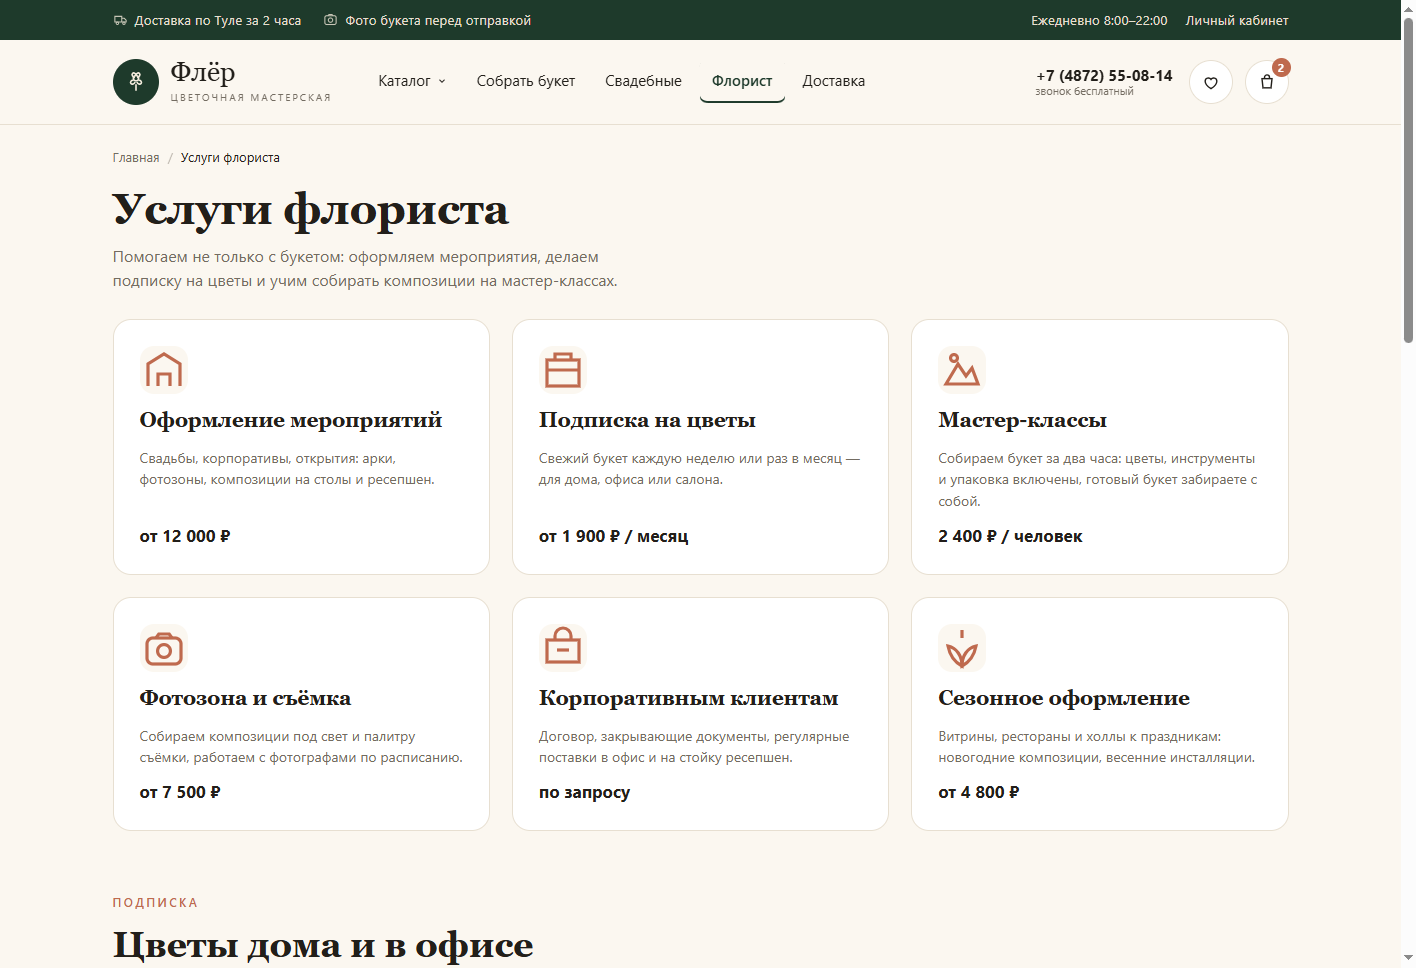 Доставка по Туле за 2 часа
Фото букета перед отправкой
Ежедневно 8:00–22:00
Личный кабинет
Флёр
ЦВЕТОЧНАЯ МАСТЕРСКАЯ
Каталог
Собрать букет
Свадебные
Флорист
Доставка
+7 (4872) 55-08-14
звонок бесплатный
2
Главная / Услуги флориста
Услуги флориста
Помогаем не только с букетом: оформляем мероприятия, делаем
подписку на цветы и учим собирать композиции на мастер-классах.
Оформление мероприятий
Свадьбы, корпоративы, открытия: арки,
фотозоны, композиции на столы и ресепшен.
от 12 000 ₽
Подписка на цветы
Свежий букет каждую неделю или раз в месяц —
для дома, офиса или салона.
от 1 900 ₽ / месяц
Мастер-классы
Собираем букет за два часа: цветы, инструменты
и упаковка включены, готовый букет забираете с
собой.
2 400 ₽ / человек
Фотозона и съёмка
Собираем композиции под свет и палитру
съёмки, работаем с фотографами по расписанию.
от 7 500 ₽
Корпоративным клиентам
Договор, закрывающие документы, регулярные
поставки в офис и на стойку ресепшен.
по запросу
Сезонное оформление
Витрины, рестораны и холлы к праздникам:
новогодние композиции, весенние инсталляции.
от 4 800 ₽
ПОДПИСКА
Цветы дома и в офисе